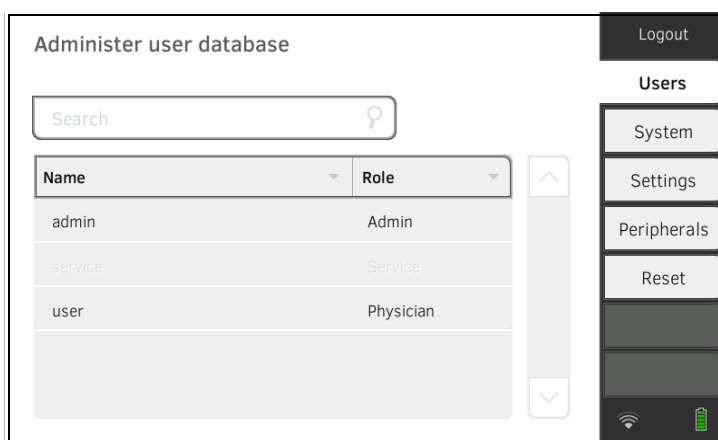 Administer user database
Search
Name Role
admin Admin
service Service
user Physician
Logout
Users
System
Settings
Peripherals
Reset